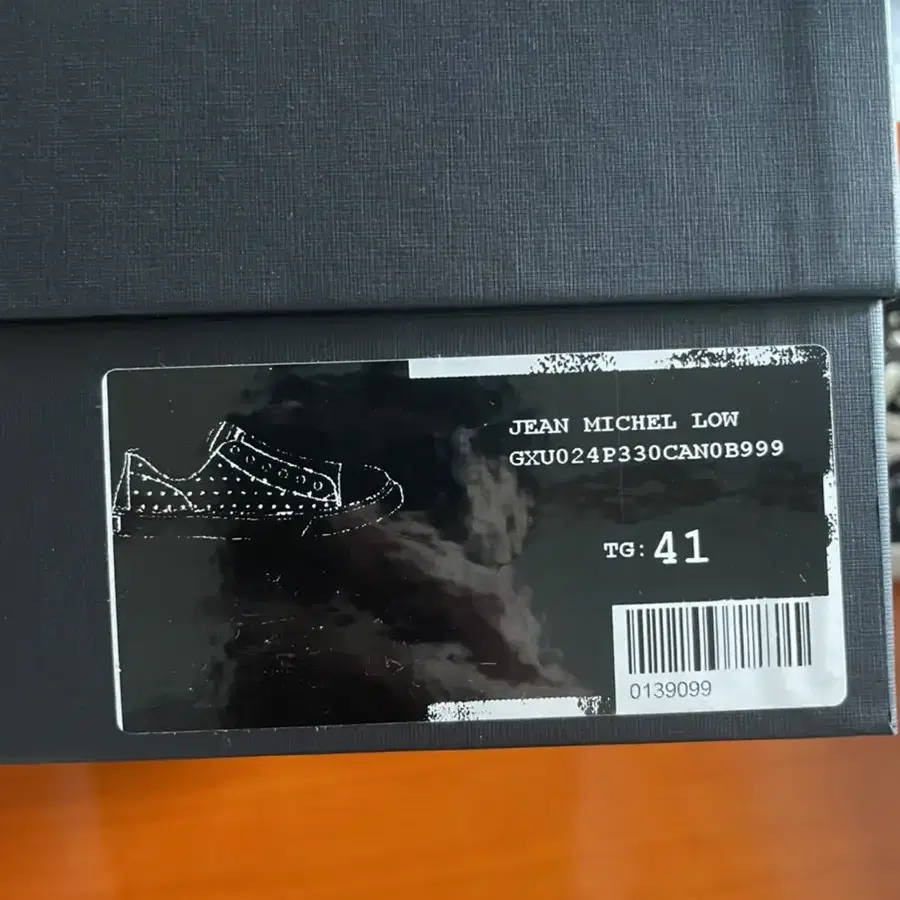 JEAN MICHEL LOW
GXU024P330CAN0B999
TG: 41
0139099